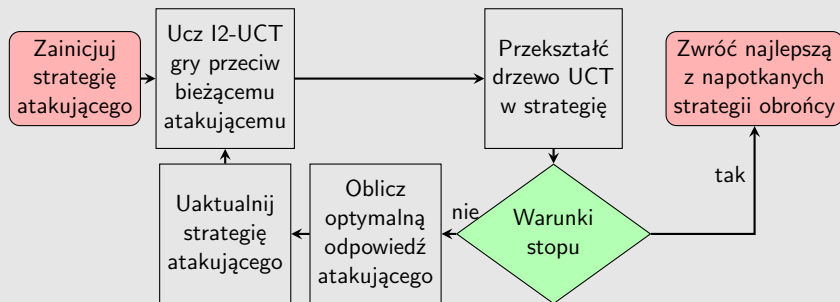 Zainicjuj
strategię
atakującego
Ucz I2-UCT
gry przeciw
bieżącemu
atakującemu
Przekształć
drzewo UCT
w strategię
Zwróć najlepszą
z napotkanych
strategii obrońcy
Uaktualnij
strategię
atakującego
Oblicz
optymalną
odpowiedź
atakującego
nie
Warunki
stopu
tak